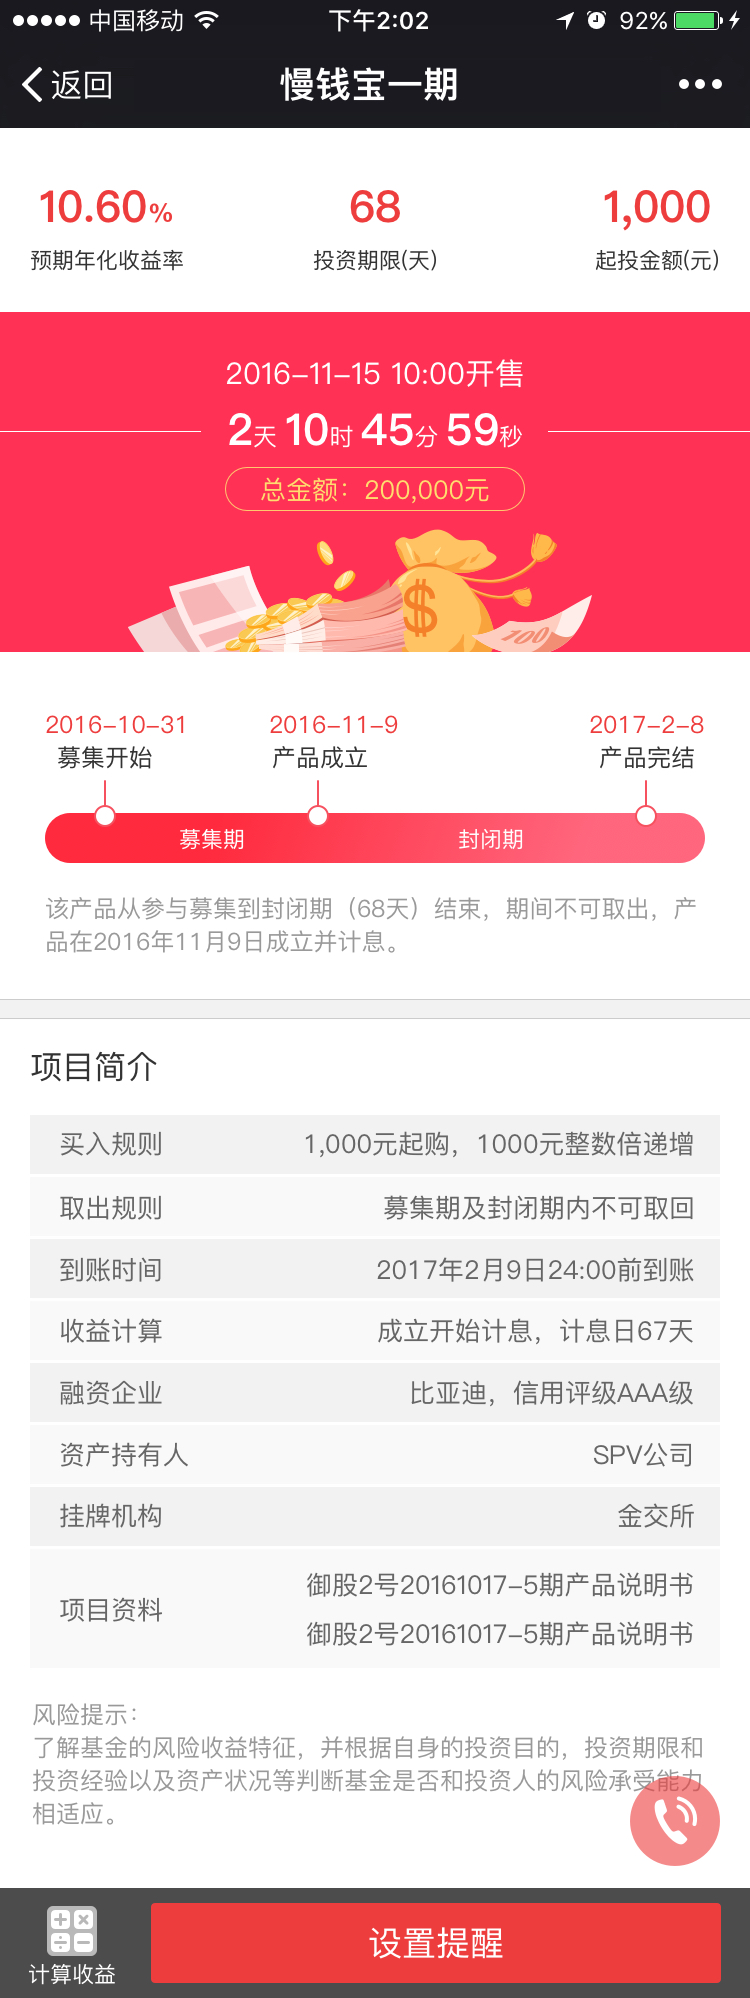 中国移动 下午2:02 92%
返回 慢钱宝一期
10.60% 68 1,000
预期年化收益率 投资期限(天) 起投金额(元)
2016-11-15 10:00开售
2天10时45分59秒
总金额：200,000元
$
100
2016-10-31 2016-11-9 2017-2-8
募集开始 产品成立 产品完结
募集期 封闭期
该产品从参与募集到封闭期（68天）结束，期间不可取出，产
品在2016年11月9日成立并计息。
项目简介
买入规则 1,000元起购，1000元整数倍递增
取出规则 募集期及封闭期内不可取回
到账时间 2017年2月9日24:00前到账
收益计算 成立开始计息，计息日67天
融资企业 比亚迪，信用评级AAA级
资产持有人 SPV公司
挂牌机构 金交所
项目资料 御股2号20161017-5期产品说明书
御股2号20161017-5期产品说明书
风险提示：
了解基金的风险收益特征，并根据自身的投资目的，投资期限和
投资经验以及资产状况等判断基金是否和投资人的风险承受能力
相适应。
计算收益 设置提醒